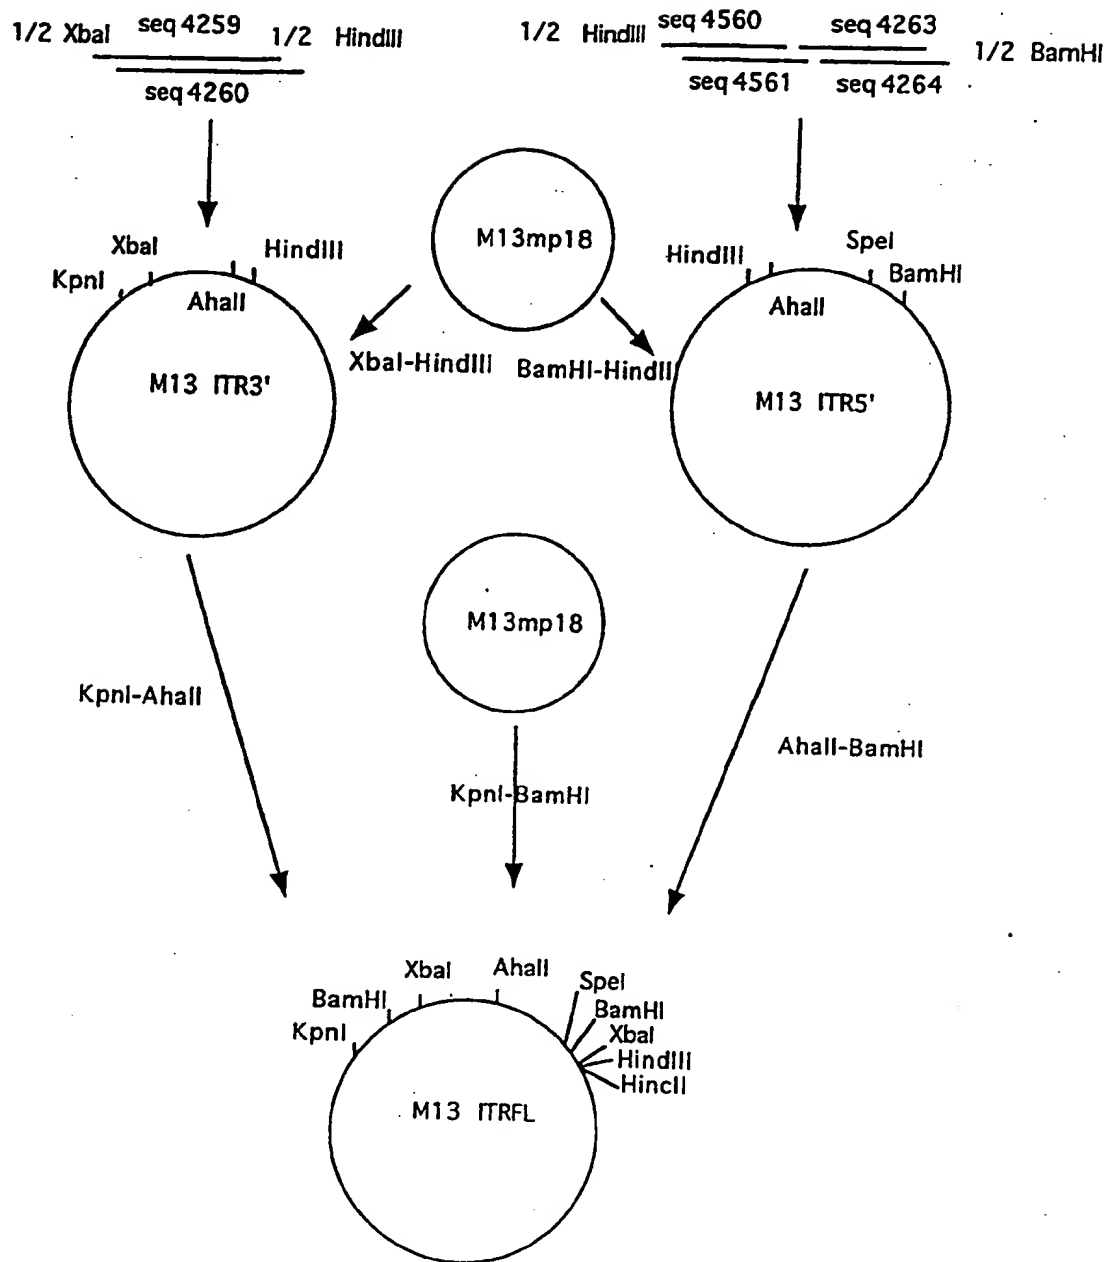 1/2 XbaI seq 4259 1/2 HindIII
seq 4260
1/2 HindIII seq 4560 seq 4263 1/2 BamHI
seq 4561 seq 4264
M13mp18
KpnI XbaI AhaII HindIII
M13 ITR3'
XbaI-HindIII BamHI-HindII
HindIII AhaII SpeI BamHI
M13 ITR5'
M13mp18
KpnI-AhaII
KpnI-BamHI
AhaII-BamHI
KpnI BamHI XbaI AhaII SpeI
BamHI
XbaI
HindIII
HincII
M13 ITRFL